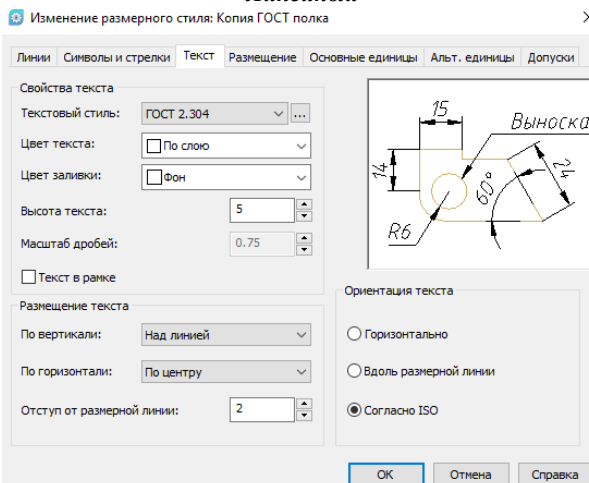 Изменение размерного стиля: Копия ГОСТ полка
Линии Символы и стрелки Текст Размещение Основные единицы Альт. единицы Допуски
Свойства текста
Текстовый стиль: ГОСТ 2.304 ...
Цвет текста: По слою
Цвет заливки: Фон
Высота текста: 5
Масштаб дробей: 0.75
Текст в рамке
15
Выноска
14
60°
24
R6
Размещение текста
По вертикали: Над линией
По горизонтали: По центру
Отступ от размерной линии: 2
Ориентация текста
Горизонтально
Вдоль размерной линии
Согласно ISO
ОК Отмена Справка